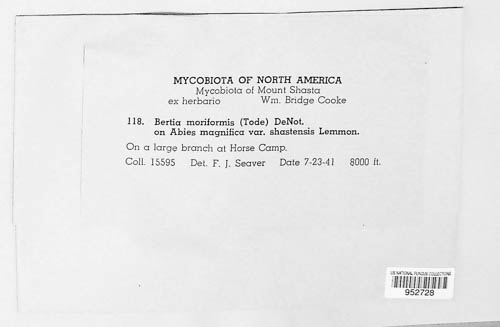 MYCOBIOTA OF NORTH AMERICA
Mycobiota of Mount Shasta
ex herbario Wm. Bridge Cooke
118. Bertia moriformis (Tode) DeNot.
on Abies magnifica var. shastensis Lemmon.
On a large branch at Horse Camp.
Coll. 15595 Det. F. J. Seaver Date 7-23-41 8000 ft.
US NATIONAL FUNGUS COLLECTIONS
952728